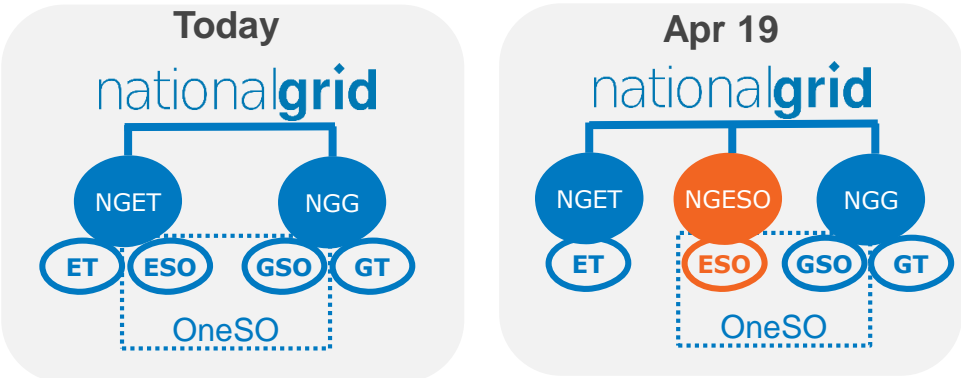 Today
nationalgrid
NGET NGG
ET ESO GSO GT
OneSO
Apr 19
nationalgrid
NGET NGESO NGG
ET ESO GSO GT
OneSO